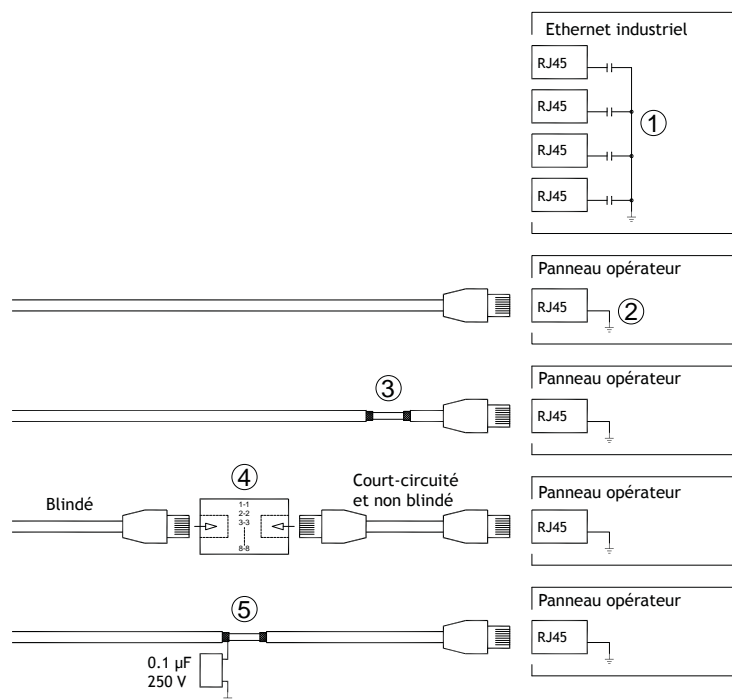 Ethernet industriel
RJ45
RJ45
①
RJ45
RJ45
Panneau opérateur
RJ45
②
Panneau opérateur
③
RJ45
④
Blindé
1-1
2-2
3-3
8-8
Court-circuité
et non blindé
Panneau opérateur
RJ45
⑤
Panneau opérateur
RJ45
0.1 µF
250 V